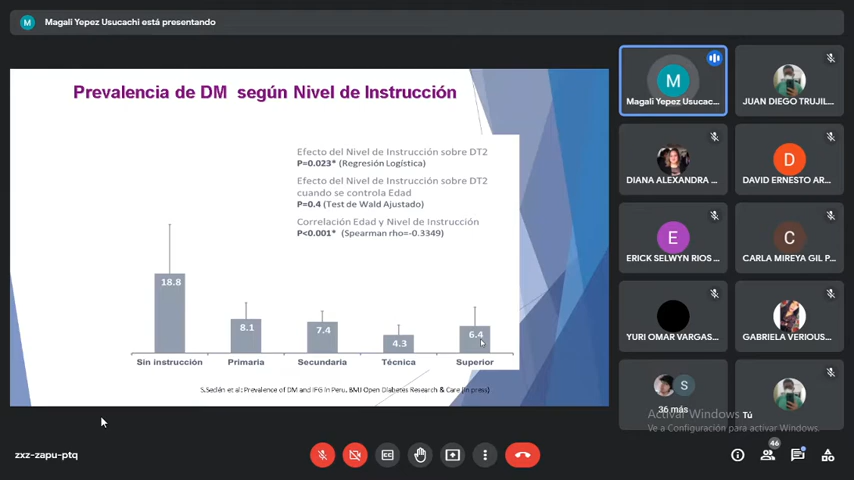 M
Magali Yepez Usucachi está presentando
Prevalencia de DM según Nivel de Instrucción
Efecto del Nivel de Instrucción sobre DT2
P=0.023* (Regresión Logística)
Efecto del Nivel de Instrucción sobre DT2
cuando se controla Edad
P=0.4 (Test de Wald Ajustado)
Correlación Edad y Nivel de Instrucción
P<0.001* (Spearman rho=-0.3349)
18.8
8.1
7.4
4.3
6.4
Sin instrucción
Primaria
Secundaria
Técnica
Superior
S.Sedén et al: Prevalence of DM and IFG in Peru. BMJ Open Diabetes Research & Care (In press)
M
Magali Yepez Usucac...
JUAN DIEGO TRUJIL...
DIANA ALEXANDRA ...
D
DAVID ERNESTO AR...
E
ERICK SELWYN RIOS ...
C
CARLA MIREYA GIL P...
YURI OMAR VARGAS...
GABRIELA VERIOUS...
S
36 más
Tú
Activar Windows
Ve a Configuración para activar Windows.
zxz-zapu-ptq
CC
46